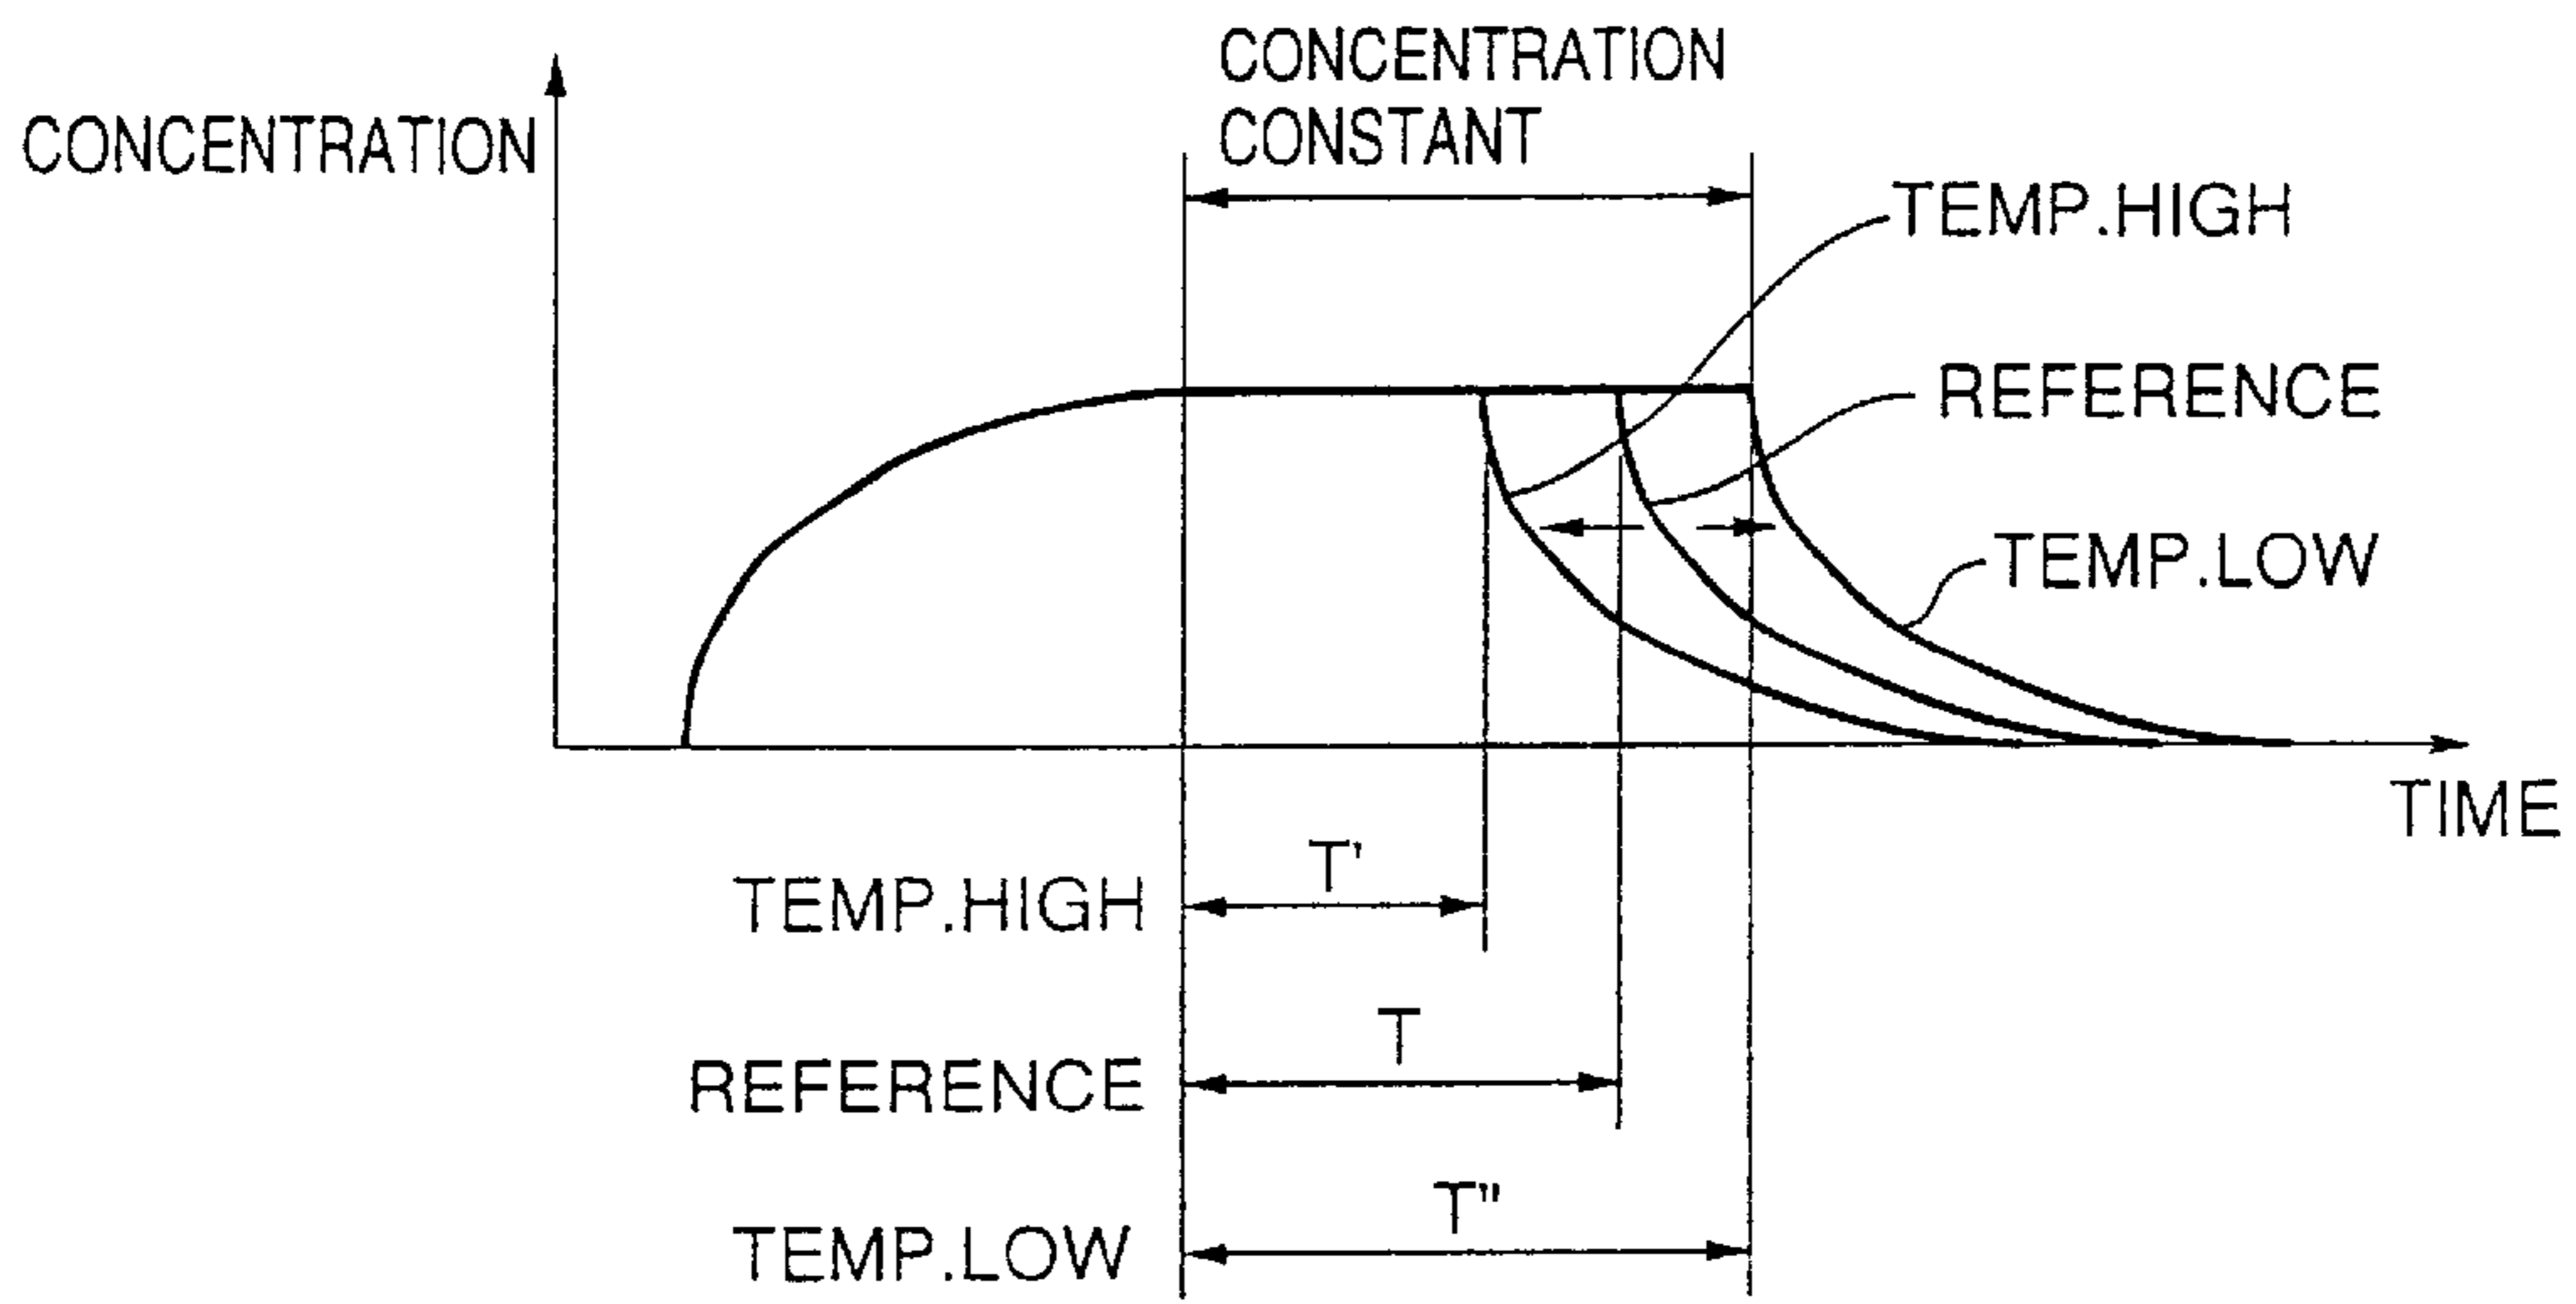 CONCENTRATION
CONSTANT
CONCENTRATION
TEMP.HIGH
REFERENCE
TEMP.LOW
TIME
T'
TEMP.HIGH
T
REFERENCE
T"
TEMP.LOW